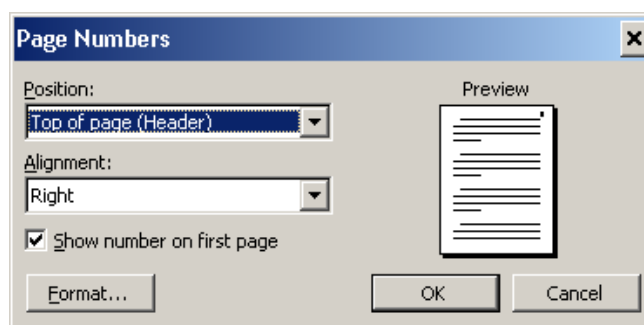 Page Numbers
Position:
Preview
Top of page (Header)
Alignment:
Right
Show number on first page
Format...
OK
Cancel